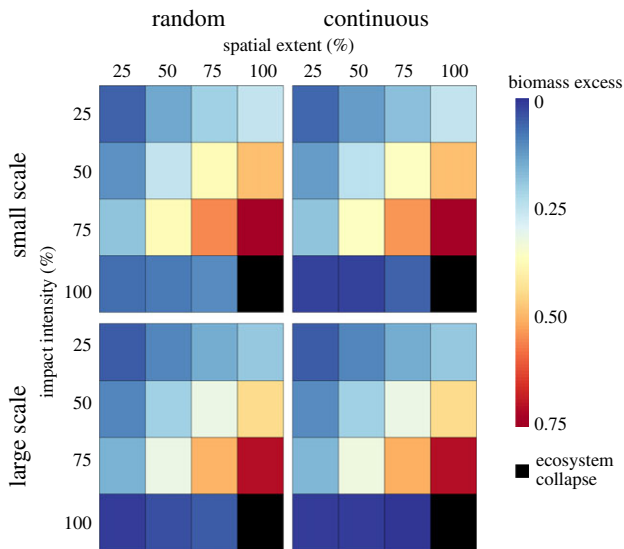 random continuous
spatial extent (%)
25 50 75 100 25 50 75 100
biomass excess
small scale
large scale
impact intensity (%)
25
50
75
100
25
50
75
100
0
0.25
0.50
0.75
ecosystem
collapse